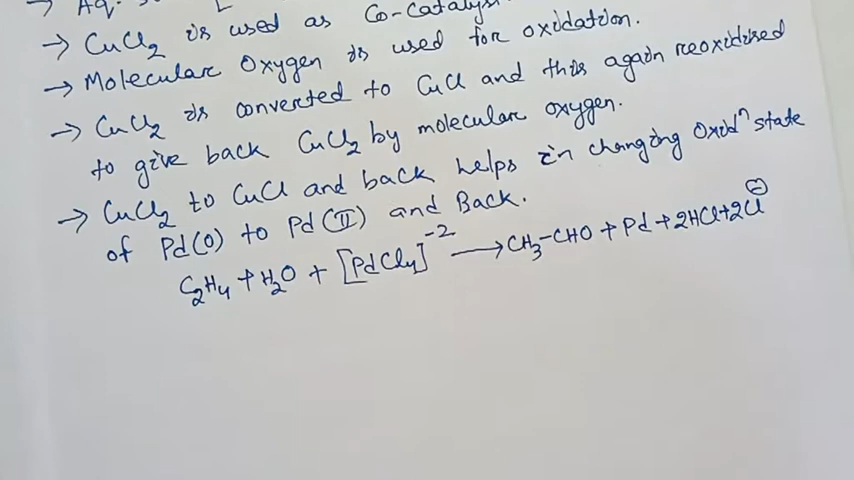 → Aq.
→ CuCl₂ is used as Co-Catalyst
→ Molecular Oxygen is used for oxidation.
→ CuCl₂ is converted to CuCl and this again reoxidised
to give back CuCl₂ by molecular oxygen.
→ CuCl₂ to CuCl and back helps in changing Oxidⁿ state
of Pd(0) to Pd(II) and Back.
C₂H₄ + H₂O + [PdCl₄]⁻² → CH₃-CHO + Pd + 2HCl + 2Cl⊖